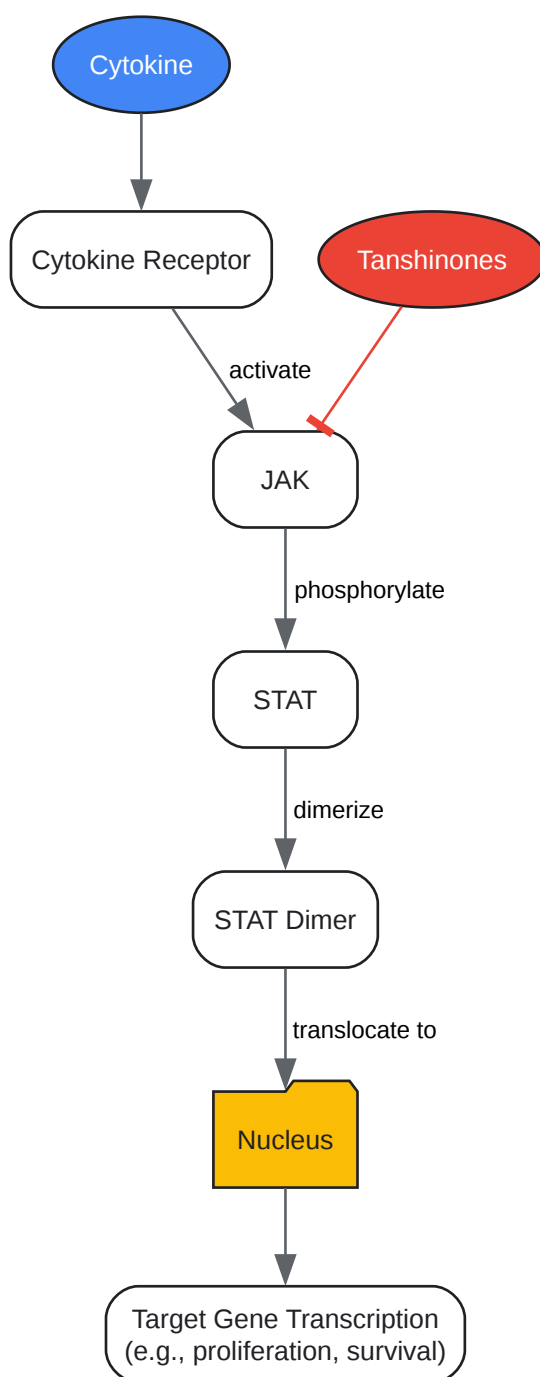 Cytokine
Cytokine Receptor
Tanshinones
activate
JAK
phosphorylate
STAT
dimerize
STAT Dimer
translocate to
Nucleus
Target Gene Transcription
(e.g., proliferation, survival)